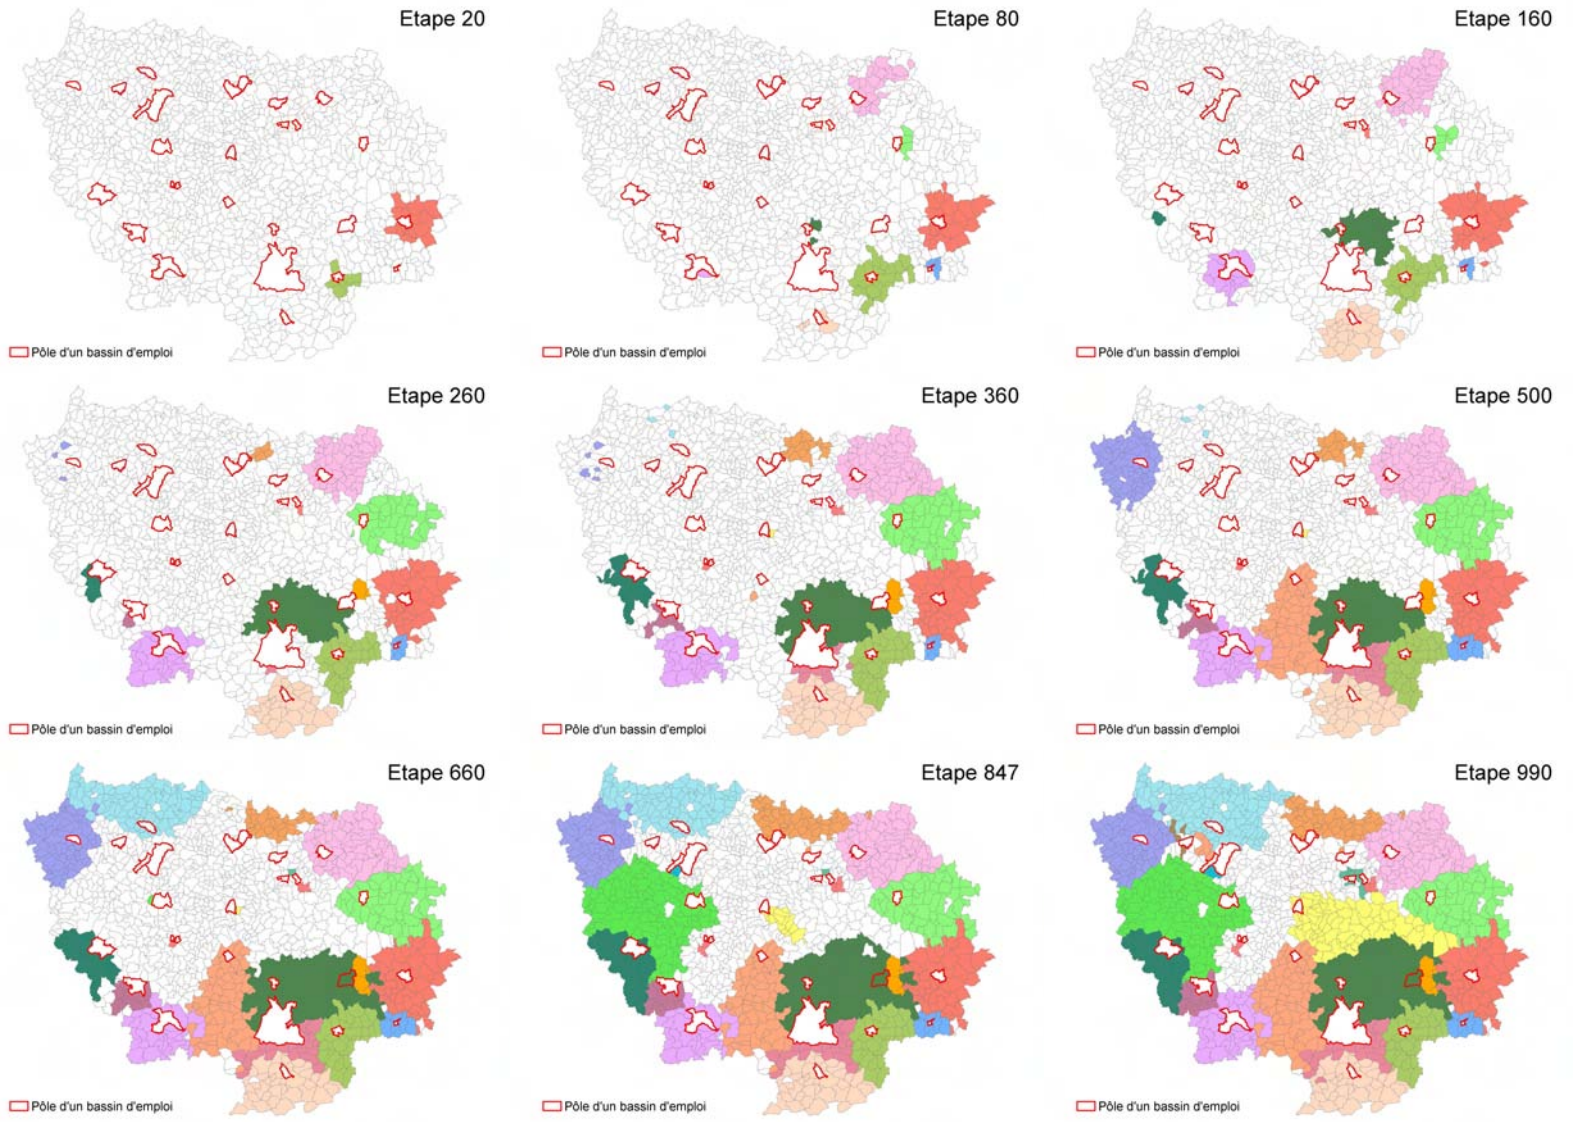 Etape 20
Pôle d'un bassin d'emploi
Etape 80
Pôle d'un bassin d'emploi
Etape 160
Pôle d'un bassin d'emploi
Etape 260
Pôle d'un bassin d'emploi
Etape 360
Pôle d'un bassin d'emploi
Etape 500
Pôle d'un bassin d'emploi
Etape 660
Pôle d'un bassin d'emploi
Etape 847
Pôle d'un bassin d'emploi
Etape 990
Pôle d'un bassin d'emploi